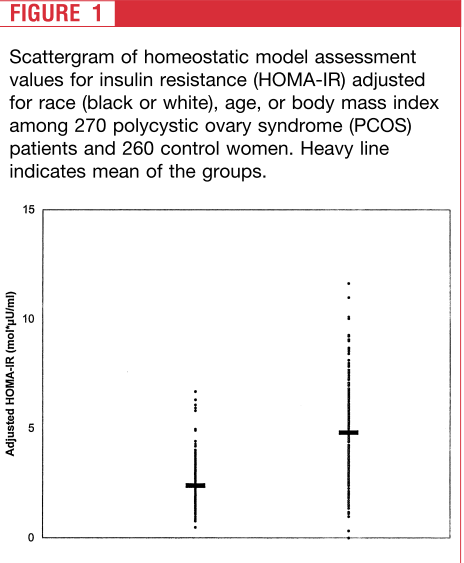 FIGURE 1
Scattergram of homeostatic model assessment
values for insulin resistance (HOMA-IR) adjusted
for race (black or white), age, or body mass index
among 270 polycystic ovary syndrome (PCOS)
patients and 260 control women. Heavy line
indicates mean of the groups.
15
10
5
0
Adjusted HOMA-IR (mol*µU/ml)